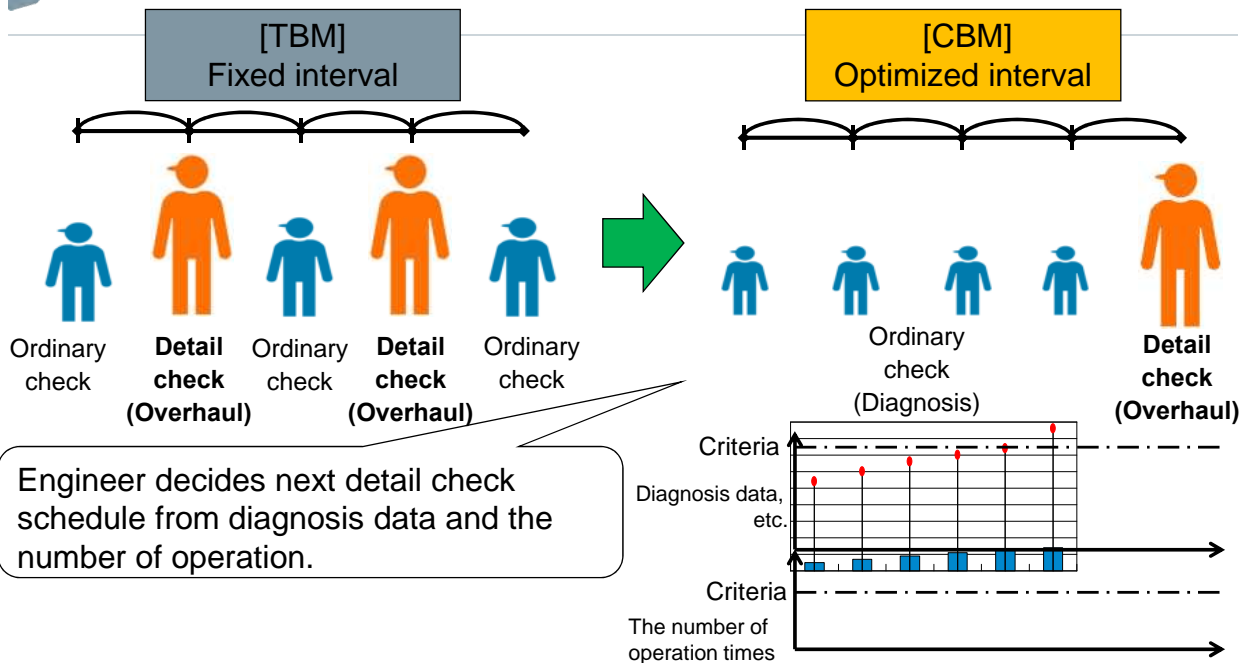 [TBM]
Fixed interval
[CBM]
Optimized interval
Ordinary
check
Detail
check
(Overhaul)
Ordinary
check
Detail
check
(Overhaul)
Ordinary
check
Ordinary
check
(Diagnosis)
Detail
check
(Overhaul)
Engineer decides next detail check
schedule from diagnosis data and the
number of operation.
Criteria
Diagnosis data,
etc.
Criteria
The number of
operation times